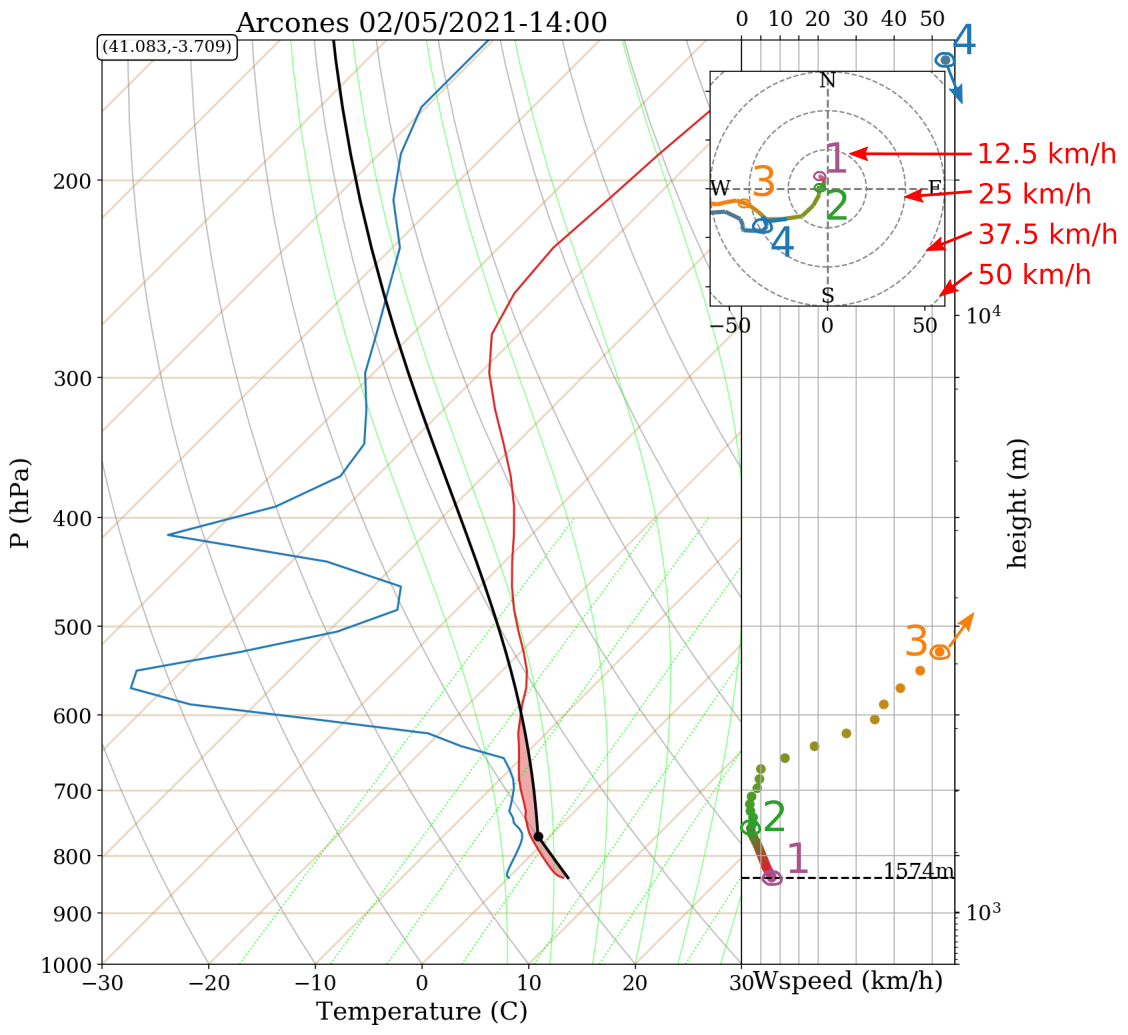 Arcones 02/05/2021-14:00
(41.083,-3.709)
0 10 20 30 40 50
4
N
1
12.5 km/h
3
W
E
25 km/h
2
37.5 km/h
4
50 km/h
S
−50 0 50
10⁴
200
300
400
500
600
700
800
900
1000
P (hPa)
height (m)
3
2
1
1574m
10³
−30 −20 −10 0 10 20 30
Wspeed (km/h)
Temperature (C)